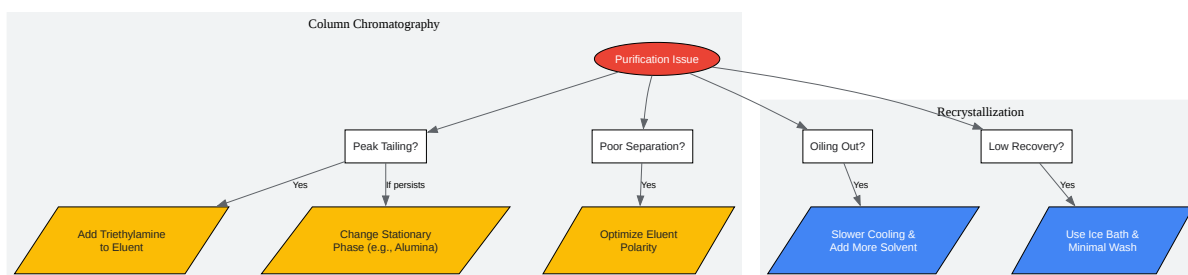 Column Chromatography
Purification Issue
Recrystallization
Peak Tailing?
Poor Separation?
Oiling Out?
Low Recovery?
Yes
If persists
Yes
Yes
Yes
Add Triethylamine
to Eluent
Change Stationary
Phase (e.g., Alumina)
Optimize Eluent
Polarity
Slower Cooling &
Add More Solvent
Use Ice Bath &
Minimal Wash